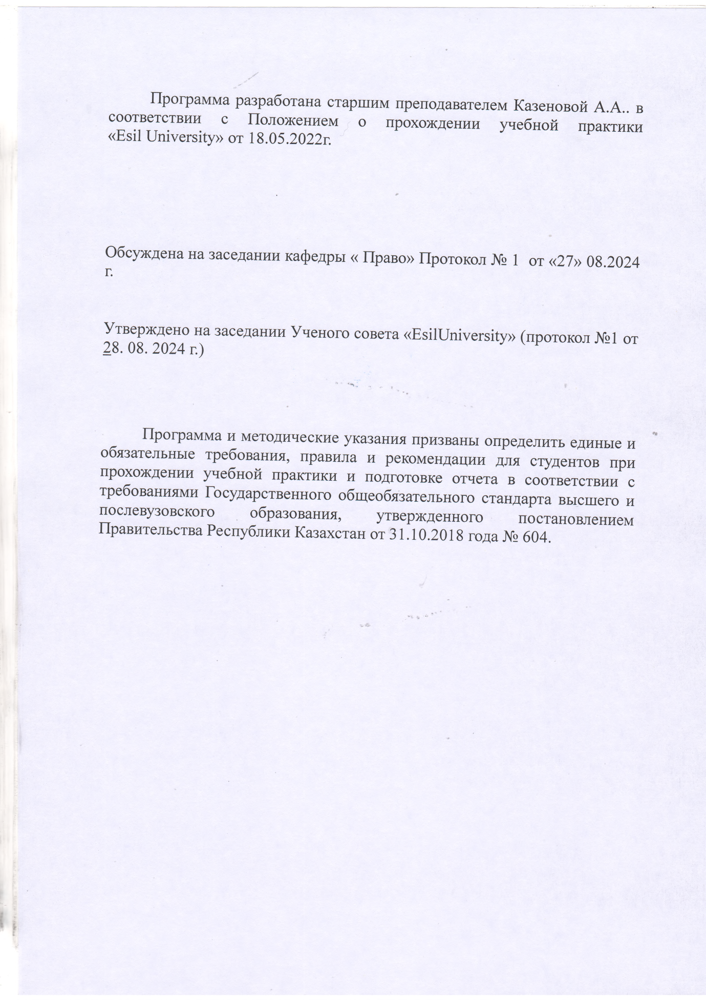 Программа разработана старшим преподавателем Казеновой А.А.. в
соответствии с Положением о прохождении учебной практики
«Esil University» от 18.05.2022г.
Обсуждена на заседании кафедры « Право» Протокол № 1 от «27» 08.2024
г.
Утверждено на заседании Ученого совета «EsilUniversity» (протокол №1 от
28. 08. 2024 г.)
Программа и методические указания призваны определить единые и
обязательные требования, правила и рекомендации для студентов при
прохождении учебной практики и подготовке отчета в соответствии с
требованиями Государственного общеобязательного стандарта высшего и
послевузовского образования, утвержденного постановлением
Правительства Республики Казахстан от 31.10.2018 года № 604.